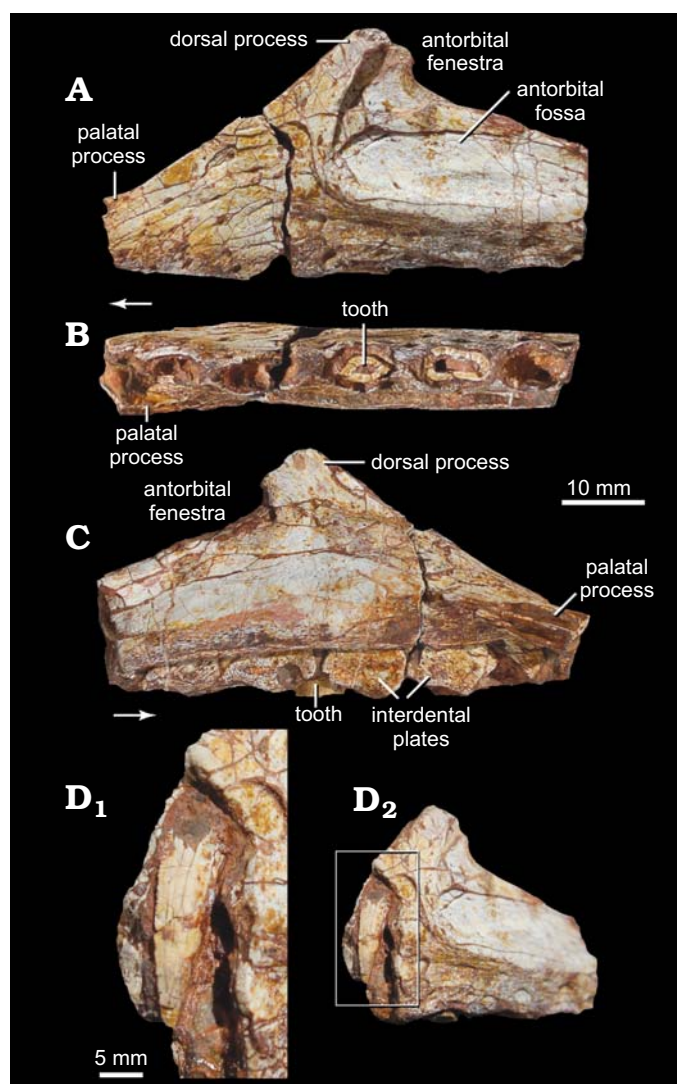 dorsal process
antorbital
fenestra
A
antorbital
fossa
palatal
process
B
tooth
palatal
process
dorsal process
antorbital
fenestra
10 mm
C
palatal
process
tooth
interdental
plates
D1
D2
5 mm